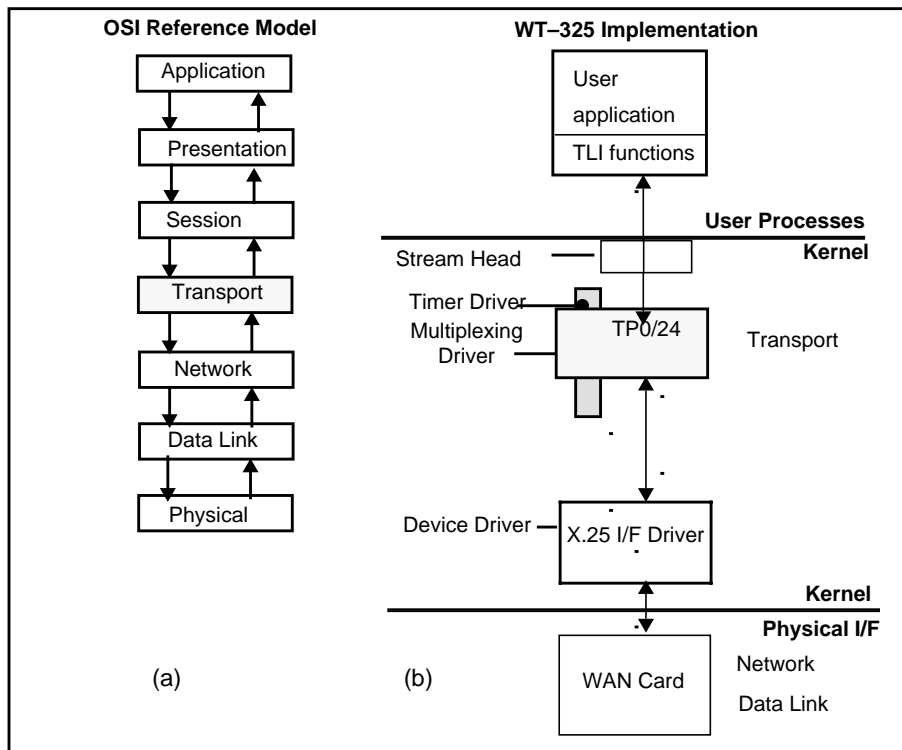 OSI Reference Model
Application
Presentation
Session
Transport
Network
Data Link
Physical
(a)
WT–325 Implementation
User
application
TLI functions
User Processes
Kernel
Stream Head
Timer Driver
Multiplexing
Driver
TP0/24
Transport
Device Driver
X.25 I/F Driver
Kernel
Physical I/F
WAN Card
Network
Data Link
(b)